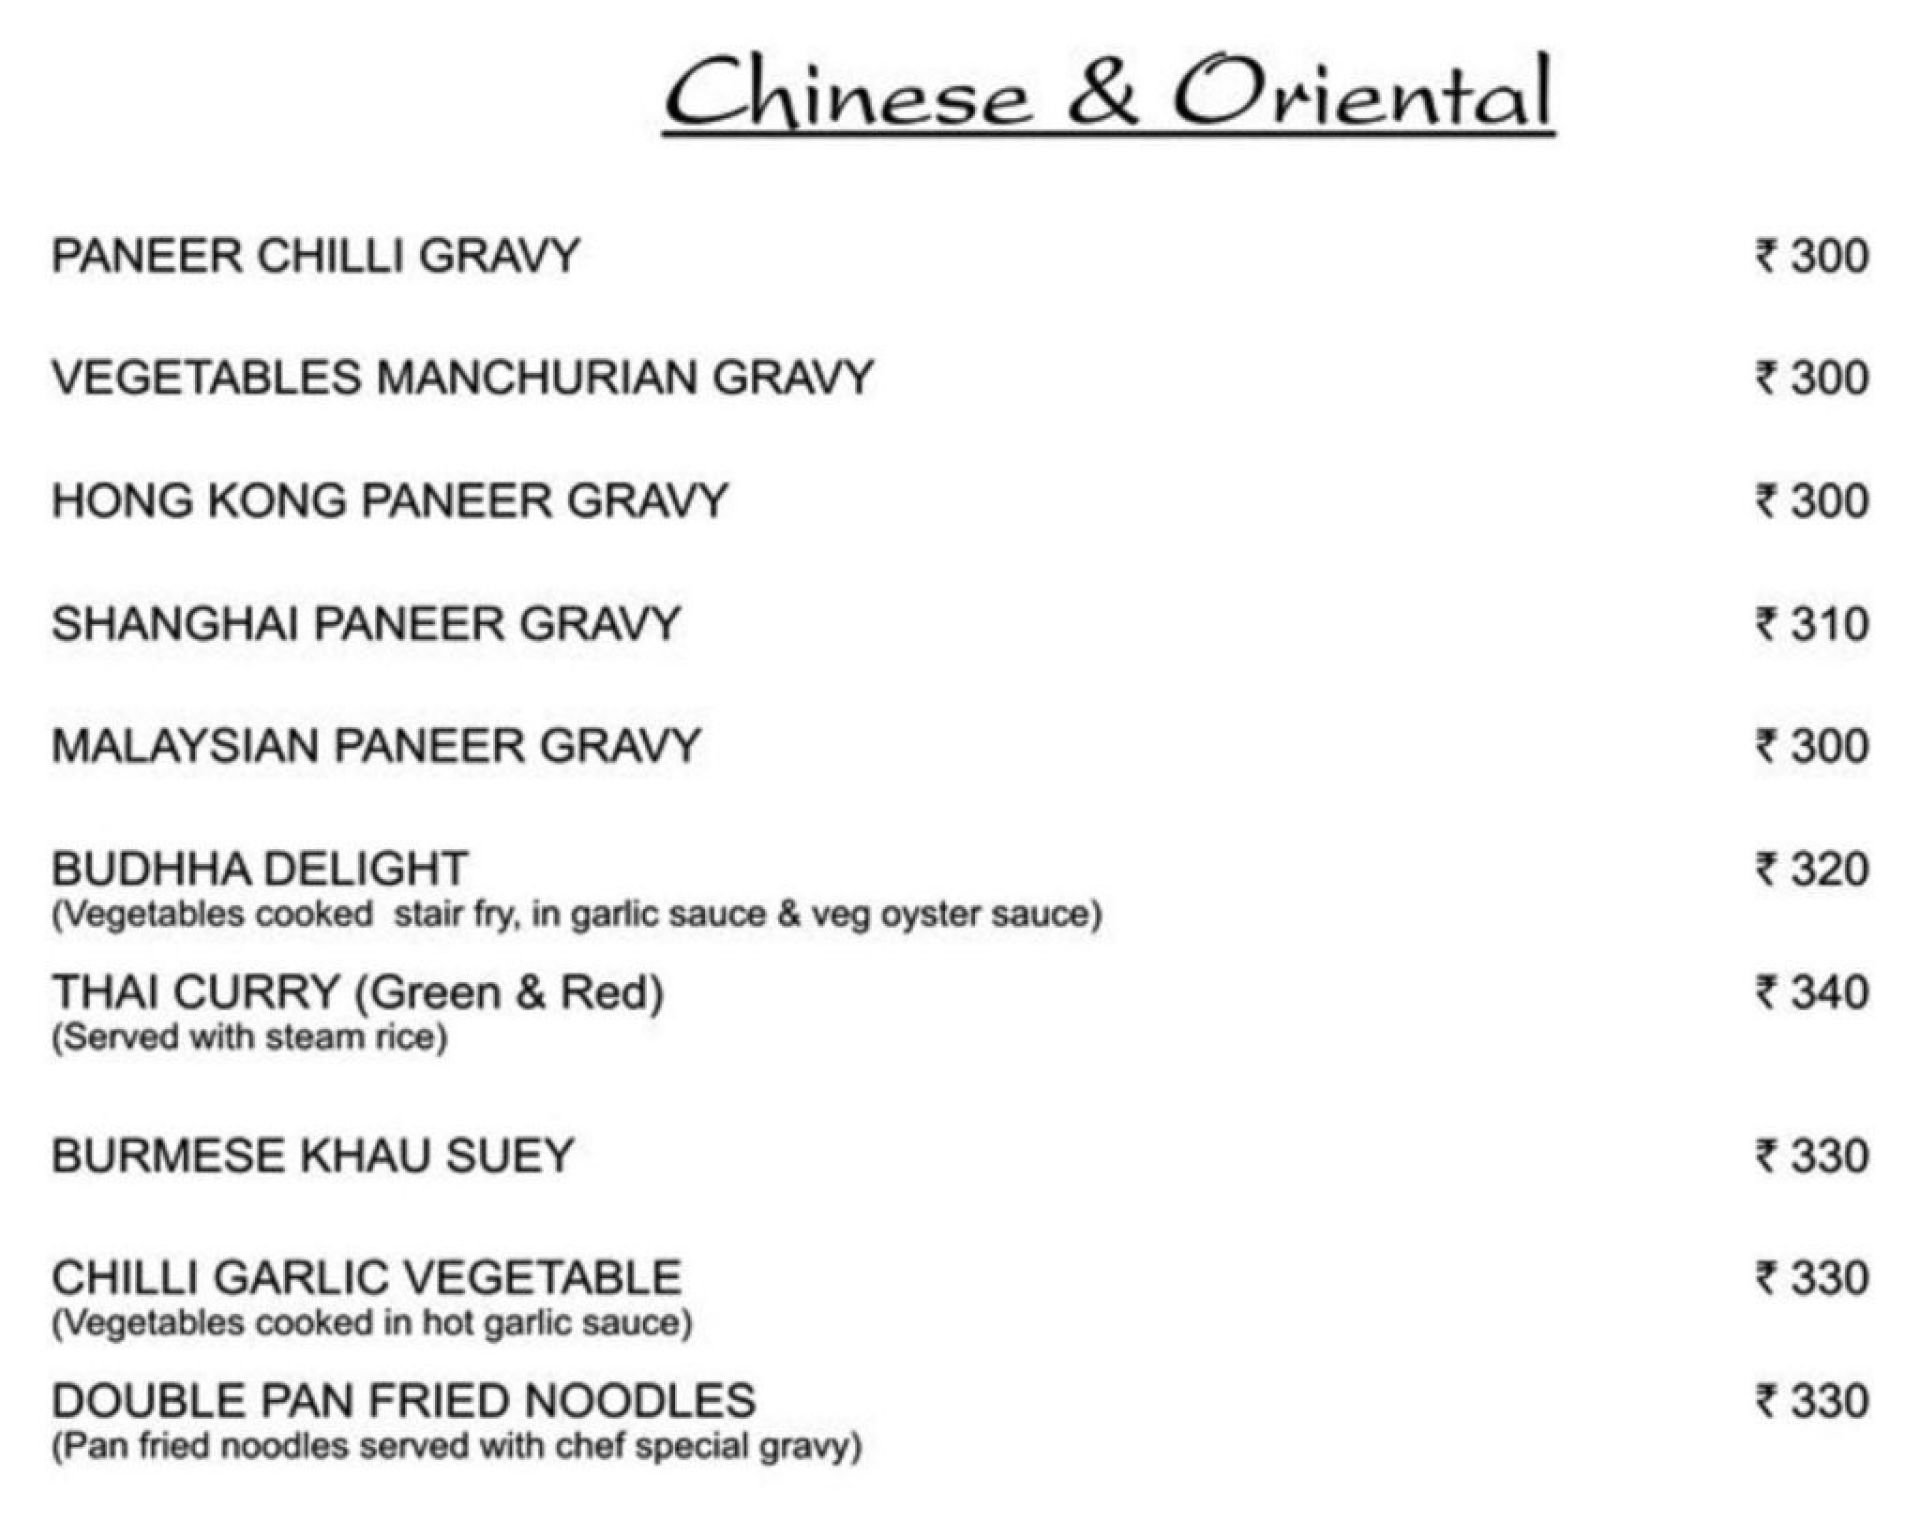 Chinese & Oriental
PANEER CHILLI GRAVY ₹ 300
VEGETABLES MANCHURIAN GRAVY ₹ 300
HONG KONG PANEER GRAVY ₹ 300
SHANGHAI PANEER GRAVY ₹ 310
MALAYSIAN PANEER GRAVY ₹ 300
BUDHHA DELIGHT ₹ 320
(Vegetables cooked stair fry, in garlic sauce & veg oyster sauce)
THAI CURRY (Green & Red) ₹ 340
(Served with steam rice)
BURMESE KHAU SUEY ₹ 330
CHILLI GARLIC VEGETABLE ₹ 330
(Vegetables cooked in hot garlic sauce)
DOUBLE PAN FRIED NOODLES ₹ 330
(Pan fried noodles served with chef special gravy)